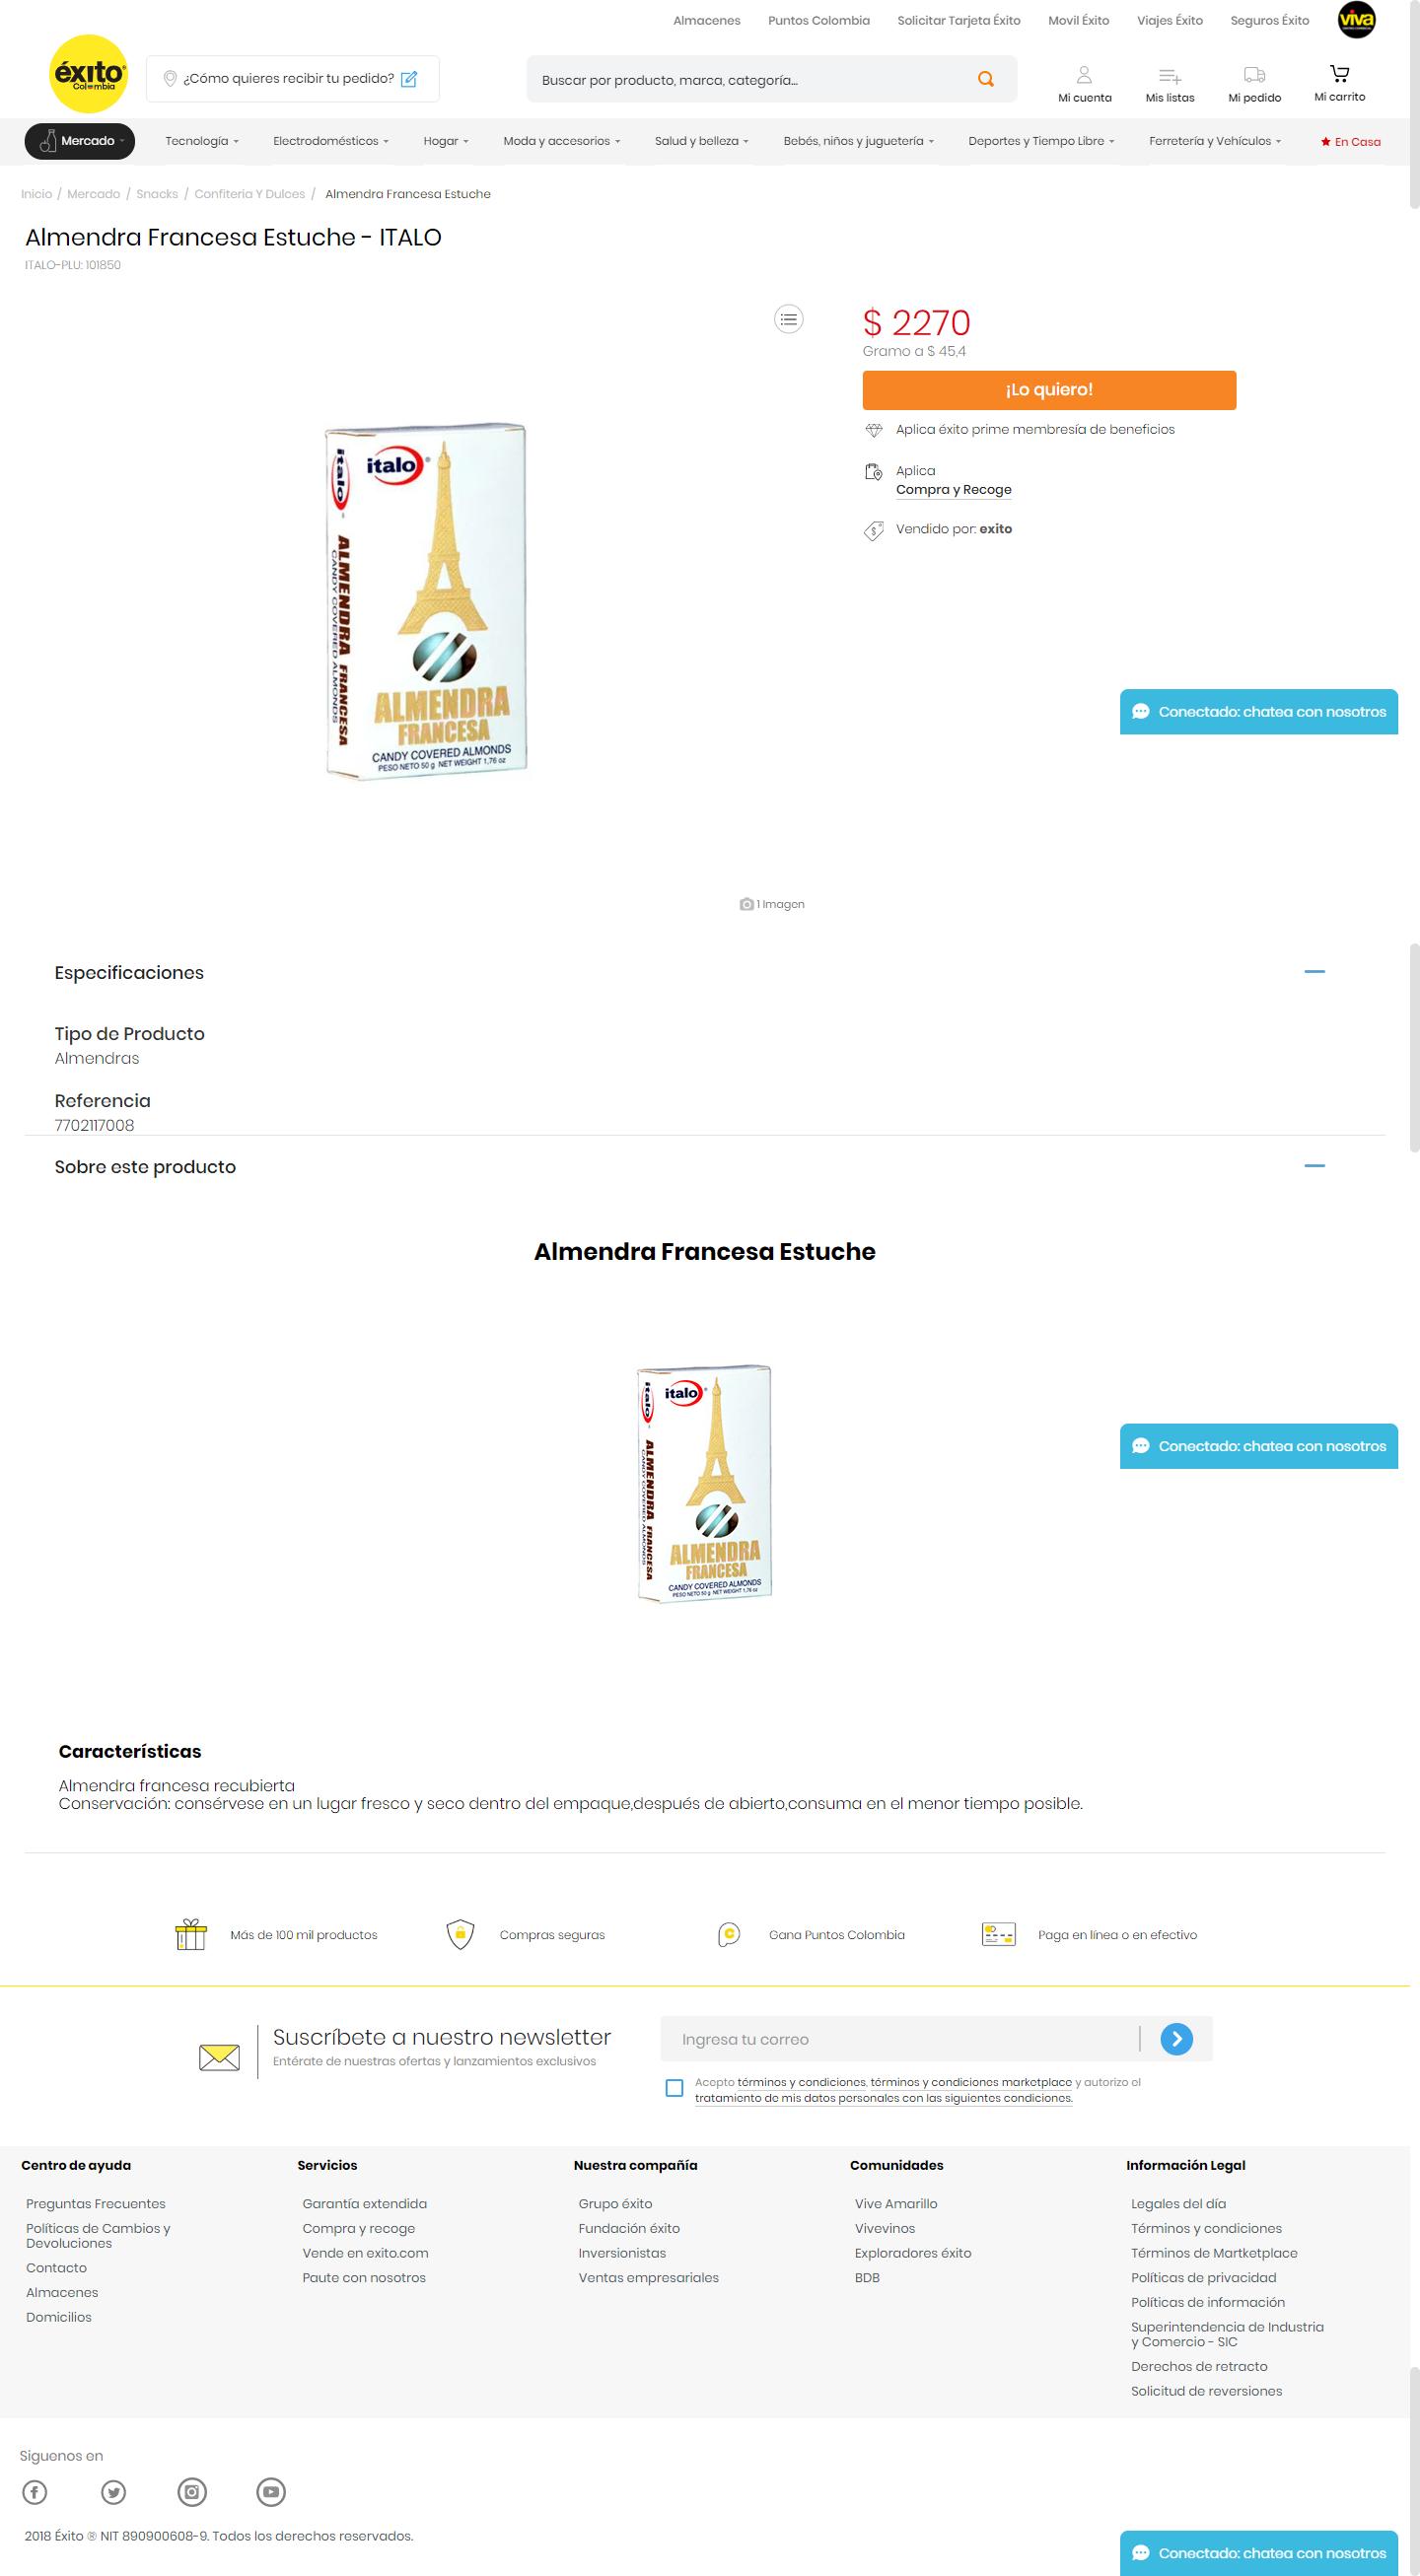 Almacenes
Puntos Colombia
Solicitar Tarjeta Éxito
Movil Éxito
Viajes Éxito
Seguros Éxito
viva
éxito
Colombia
¿Cómo quieres recibir tu pedido?
Buscar por producto, marca, categoría...
Mi cuenta
Mis listas
Mi pedido
Mi carrito
Mercado
Tecnología
Electrodomésticos
Hogar
Moda y accesorios
Salud y belleza
Bebés, niños y juguetería
Deportes y Tiempo Libre
Ferretería y Vehículos
En Casa
Inicio / Mercado / Snacks / Confiteria Y Dulces / Almendra Francesa Estuche
Almendra Francesa Estuche - ITALO
ITALO-PLU: 101850
$ 2270
Gramo a $ 45,4
¡Lo quiero!
Aplica éxito prime membresía de beneficios
Aplica
Compra y Recoge
Vendido por: exito
italo
italo
ALMENDRA FRANCESA
CANDY COVERED ALMONDS
ALMENDRA
FRANCESA
CANDY COVERED ALMONDS
PESO NETO 50 g NET WEIGHT 1,76 oz
Conectado: chatea con nosotros
1 Imagen
Especificaciones
Tipo de Producto
Almendras
Referencia
7702117008
Sobre este producto
Almendra Francesa Estuche
italo
italo
ALMENDRA FRANCESA
CANDY COVERED ALMONDS
ALMENDRA
FRANCESA
CANDY COVERED ALMONDS
PESO NETO 50 g NET WEIGHT 1,76 oz
Conectado: chatea con nosotros
Características
Almendra francesa recubierta
Conservación: consérvese en un lugar fresco y seco dentro del empaque,después de abierto,consuma en el menor tiempo posible.
Más de 100 mil productos
Compras seguras
Gana Puntos Colombia
Paga en línea o en efectivo
Suscríbete a nuestro newsletter
Entérate de nuestras ofertas y lanzamientos exclusivos
Ingresa tu correo
Acepto términos y condiciones, términos y condiciones marketplace y autorizo el
tratamiento de mis datos personales con las siguientes condiciones.
Centro de ayuda
Preguntas Frecuentes
Políticas de Cambios y
Devoluciones
Contacto
Almacenes
Domicilios
Servicios
Garantía extendida
Compra y recoge
Vende en exito.com
Paute con nosotros
Nuestra compañía
Grupo éxito
Fundación éxito
Inversionistas
Ventas empresariales
Comunidades
Vive Amarillo
Vivevinos
Exploradores éxito
BDB
Información Legal
Legales del día
Términos y condiciones
Términos de Martketplace
Políticas de privacidad
Políticas de información
Superintendencia de Industria
y Comercio - SIC
Derechos de retracto
Solicitud de reversiones
Siguenos en
2018 Éxito ® NIT 890900608-9. Todos los derechos reservados.
Conectado: chatea con nosotros